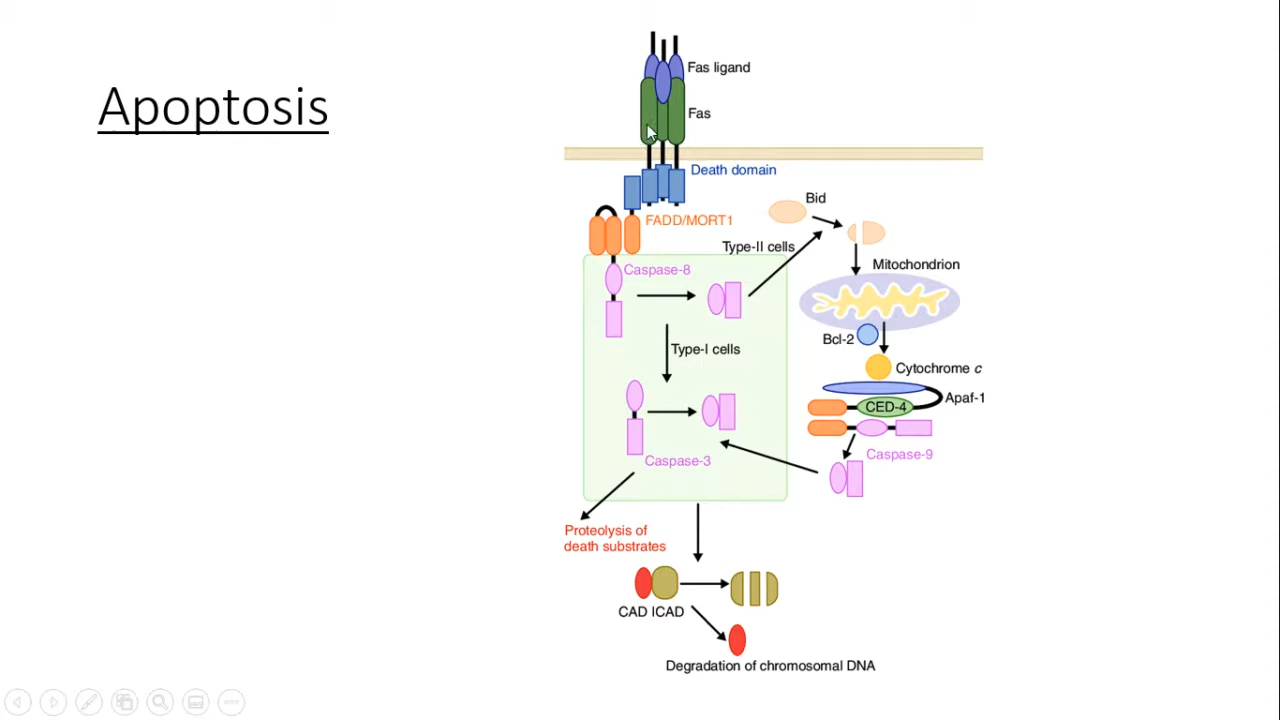 Apoptosis
Fas ligand
Fas
Death domain
FADD/MORT1
Bid
Type-II cells
Mitochondrion
Caspase-8
Bcl-2
Type-I cells
Cytochrome c
Apaf-1
CED-4
Caspase-9
Caspase-3
Proteolysis of
death substrates
CAD ICAD
Degradation of chromosomal DNA